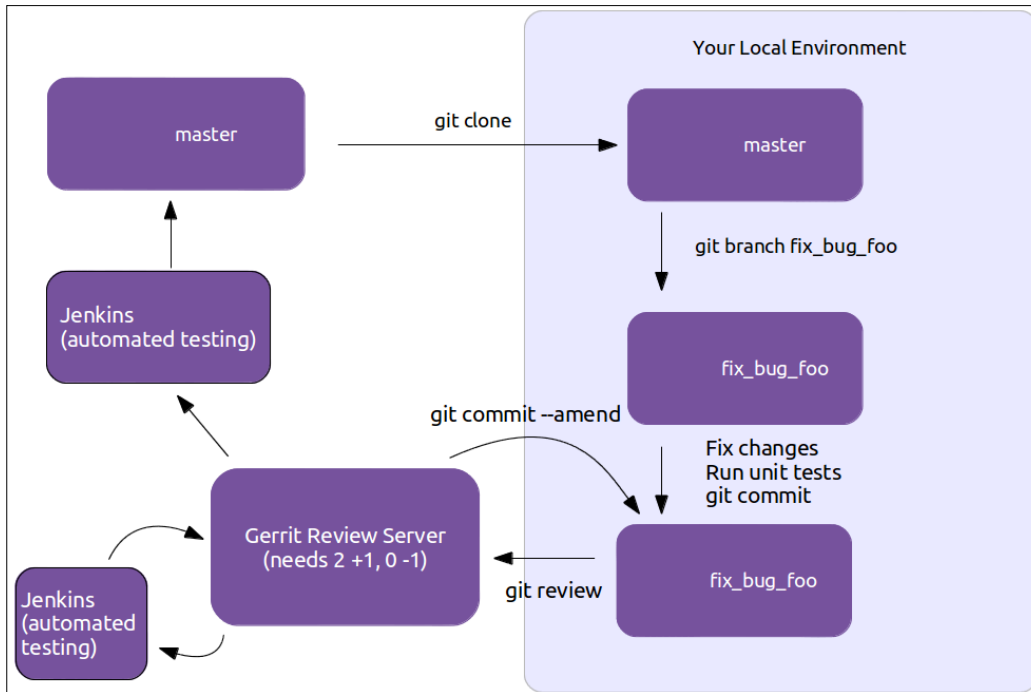 Your Local Environment
master
git clone
master
git branch fix_bug_foo
Jenkins
(automated testing)
fix_bug_foo
git commit --amend
Fix changes
Run unit tests
git commit
Gerrit Review Server
(needs 2 +1, 0 -1)
fix_bug_foo
git review
Jenkins
(automated
testing)